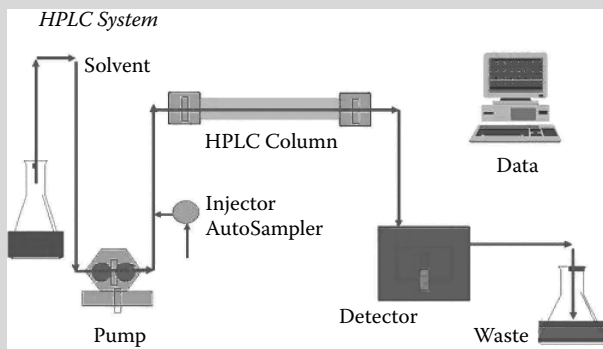 HPLC System
Solvent
HPLC Column
Data
Injector
AutoSampler
Pump
Detector
Waste